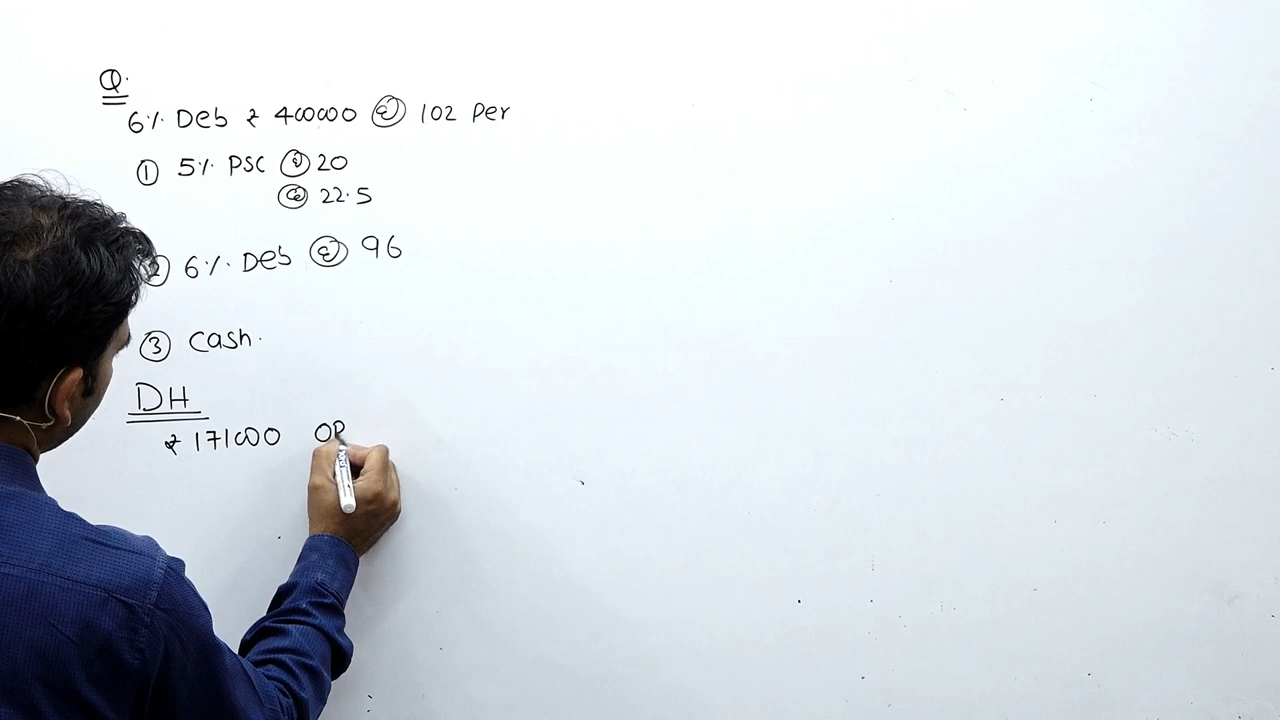 Q.
6% Deb ₹ 400000 @ 102 Per
① 5% PSC @ 20
@ 22.5
② 6% Deb @ 96
③ Cash.
DH
₹ 171000 OP